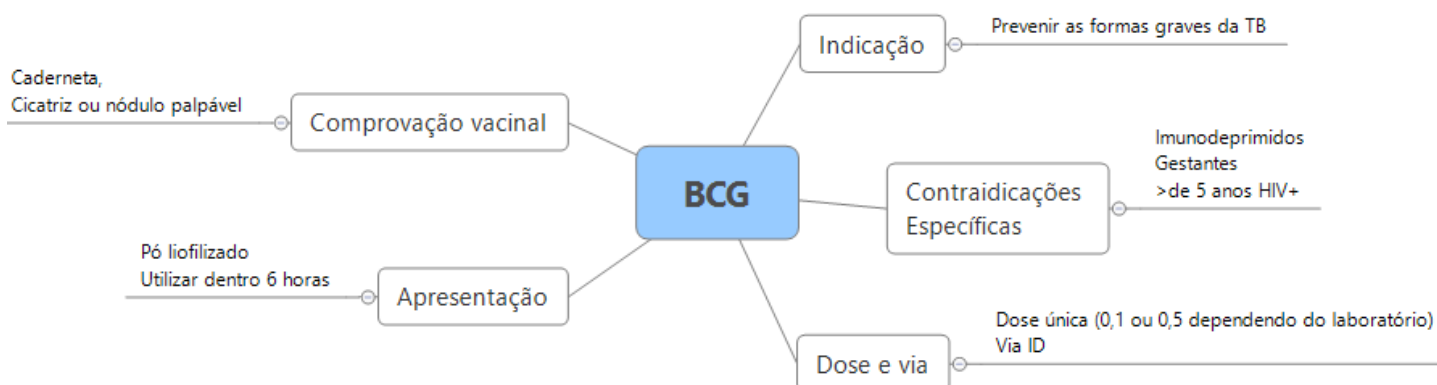 BCG
Indicação
Prevenir as formas graves da TB
Contraidicações
Específicas
Imunodeprimidos
Gestantes
>de 5 anos HIV+
Dose e via
Dose única (0,1 ou 0,5 dependendo do laboratório)
Via ID
Comprovação vacinal
Caderneta,
Cicatriz ou nódulo palpável
Apresentação
Pó liofilizado
Utilizar dentro 6 horas